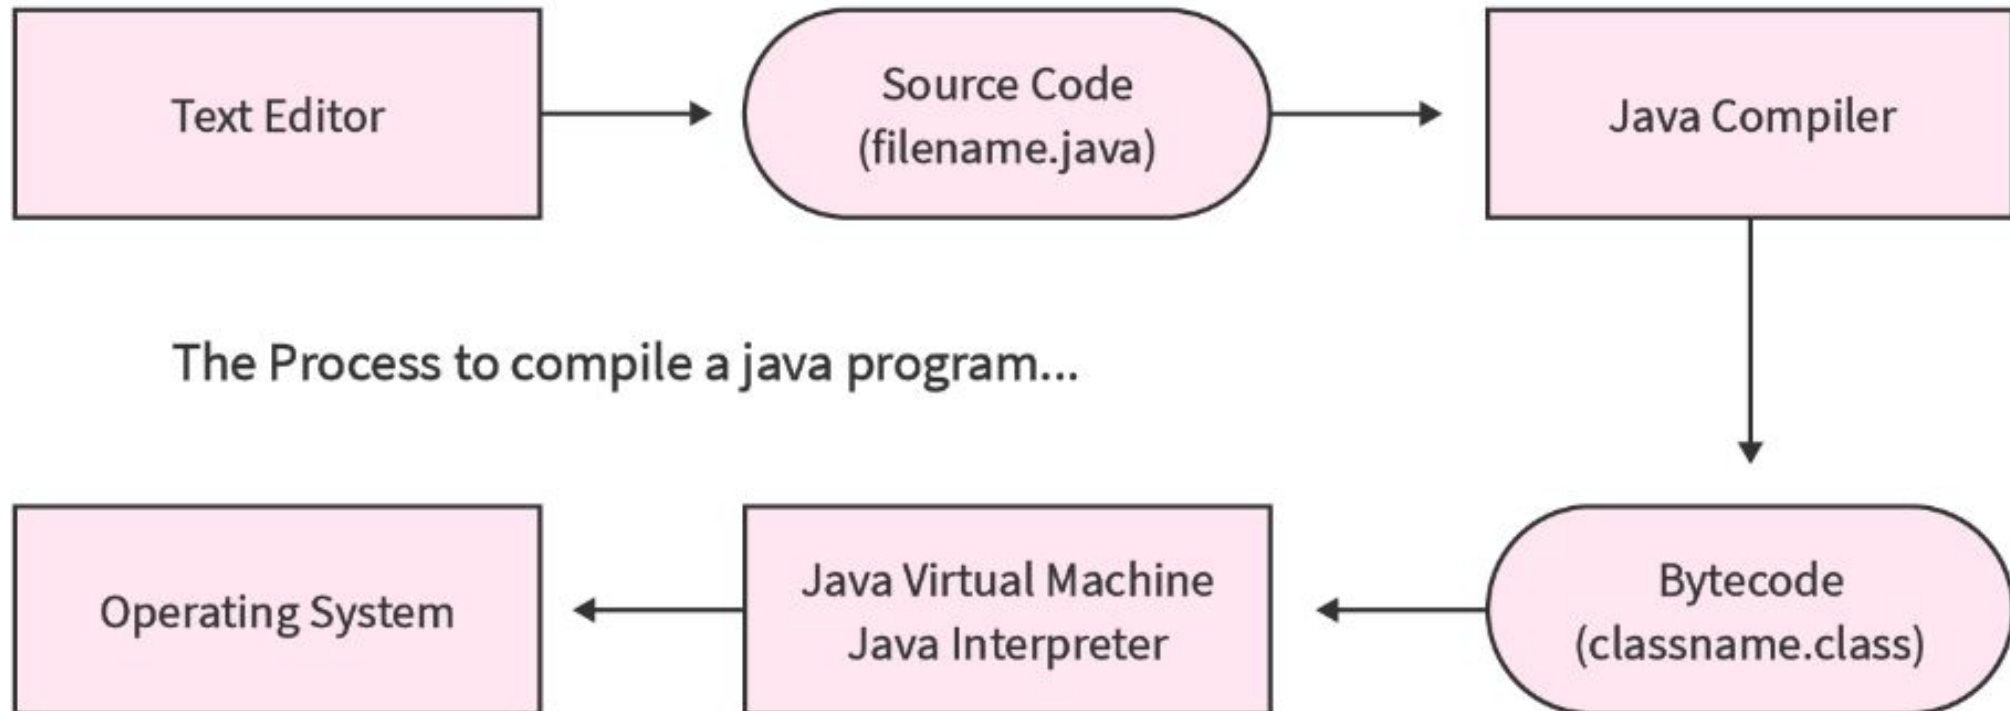 Text Editor
Source Code
(filename.java)
Java Compiler
The Process to compile a java program...
Operating System
Java Virtual Machine
Java Interpreter
Bytecode
(classname.class)